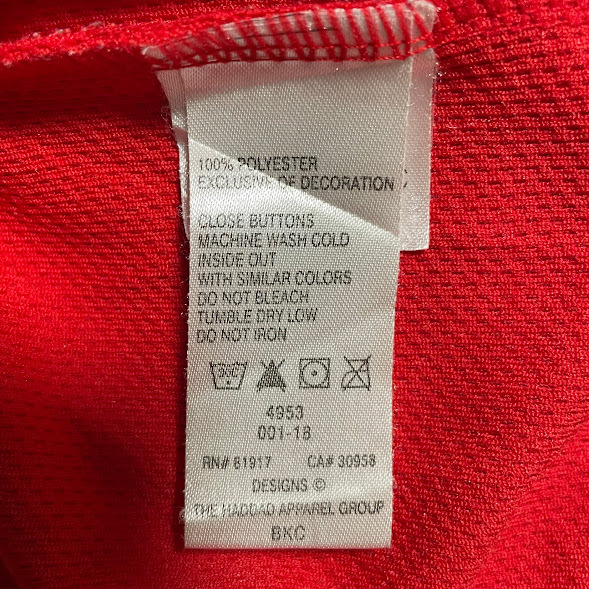 100% POLYESTER
EXCLUSIVE OF DECORATION
CLOSE BUTTONS
MACHINE WASH COLD
INSIDE OUT
WITH SIMILAR COLORS
DO NOT BLEACH
TUMBLE DRY LOW
DO NOT IRON
30C
4953
001-18
RN# 61917 CA# 30958
DESIGNS ©
THE HADDAD APPAREL GROUP
BKC